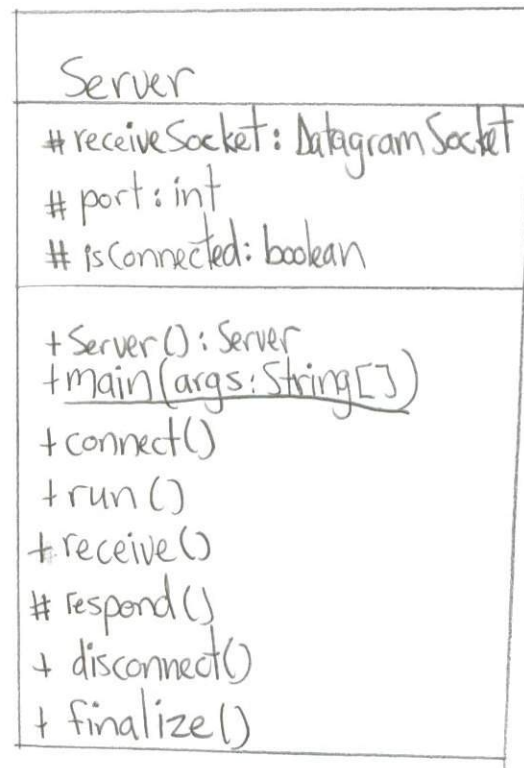 Server
# receiveSocket: DatagramSocket
# port: int
# isConnected: boolean
+ Server(): Server
+ main(args: String[])
+ connect()
+ run()
+ receive()
# respond()
+ disconnect()
+ finalize()